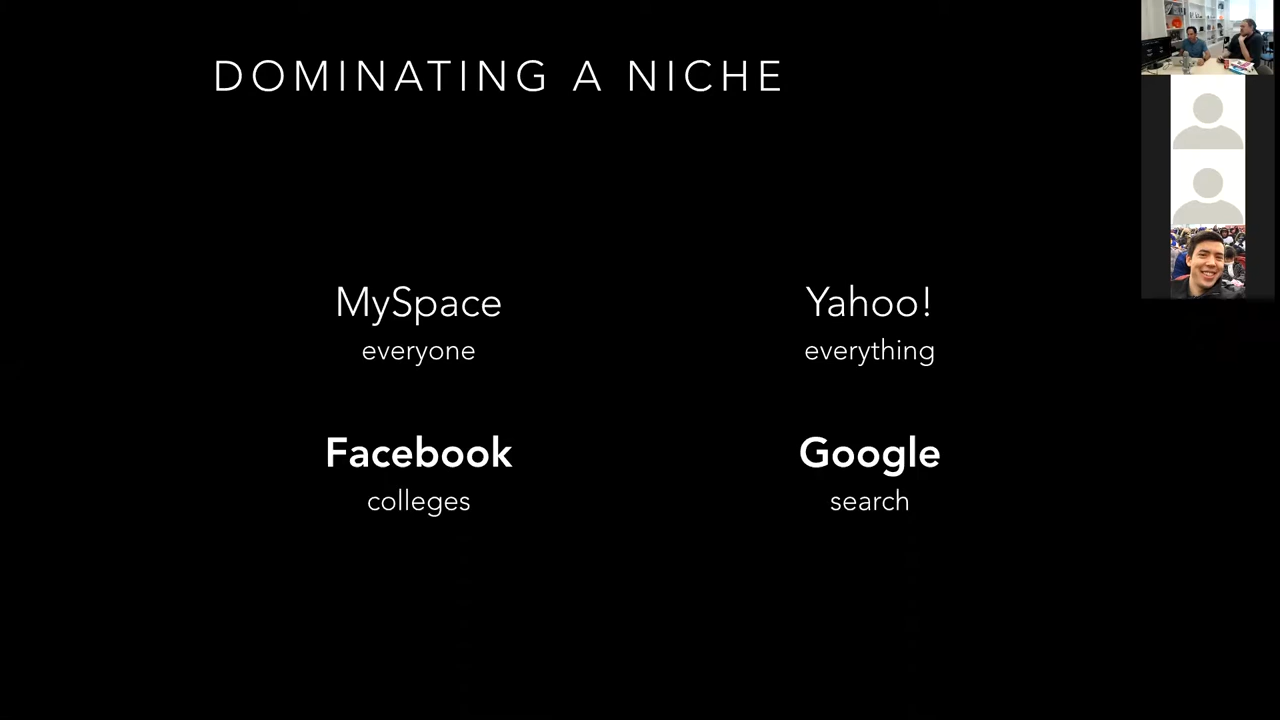 DOMINATING A NICHE
MySpace
everyone
Yahoo!
everything
Facebook
colleges
Google
search